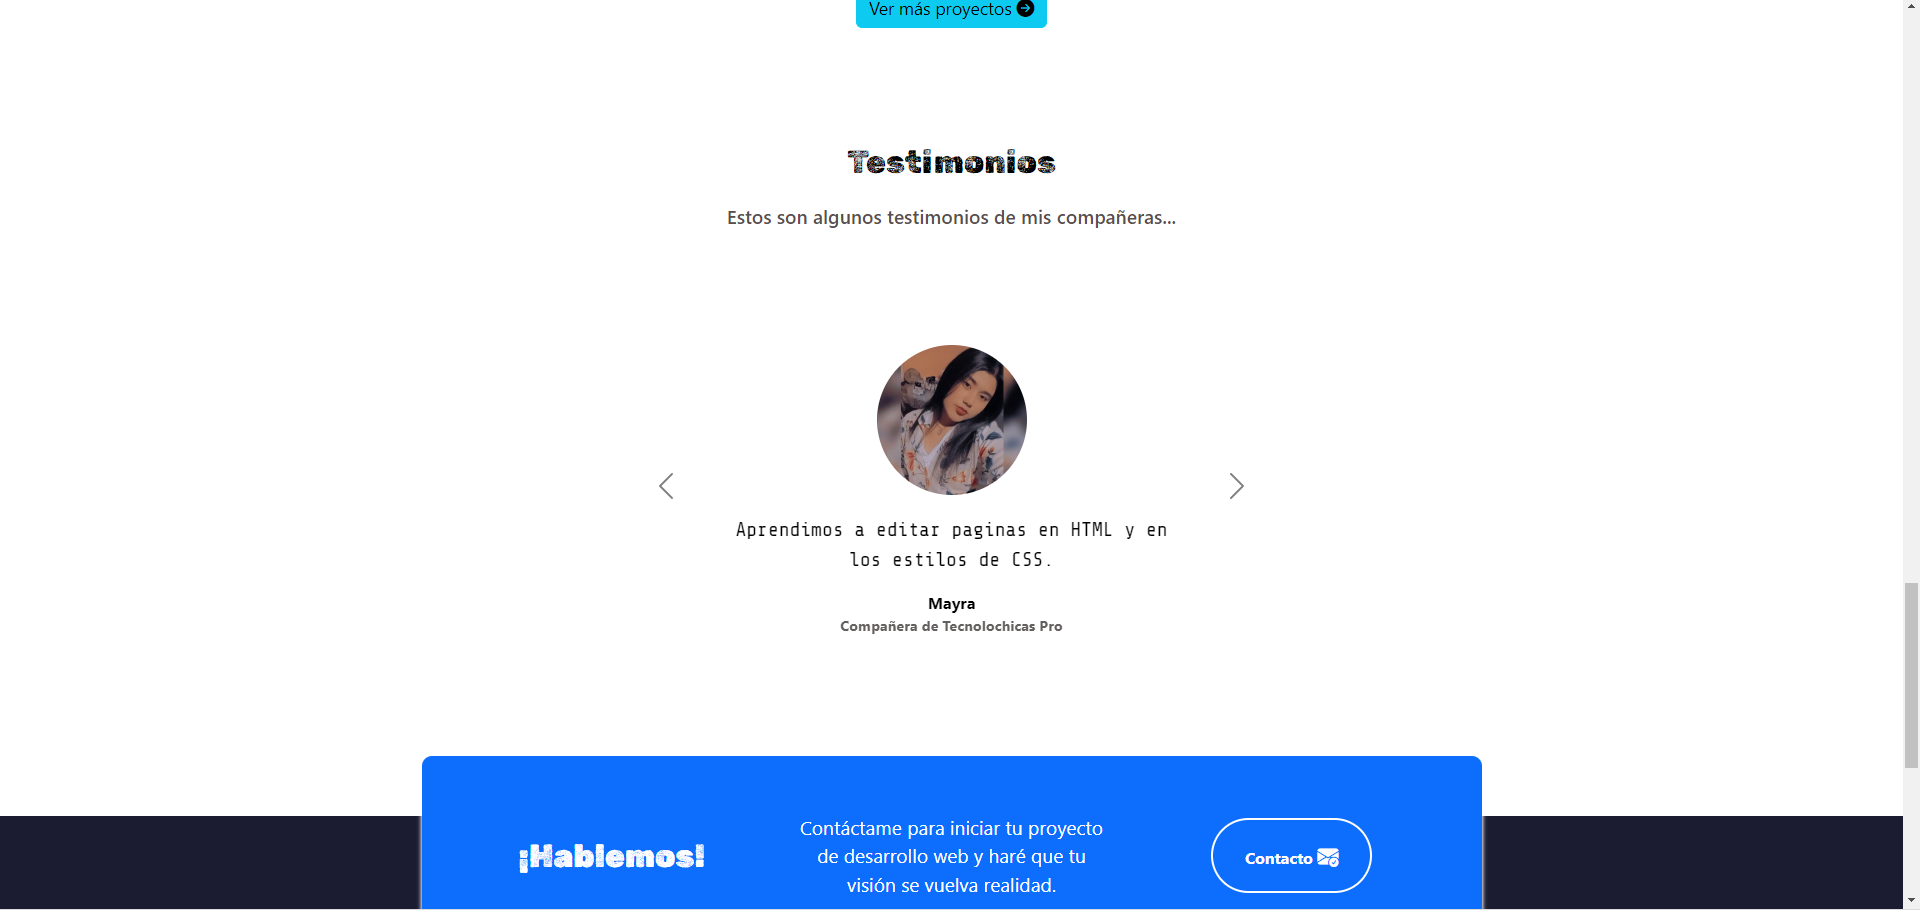 Ver más proyectos
Testimonios
Estos son algunos testimonios de mis compañeras...
Aprendimos a editar paginas en HTML y en
los estilos de CSS.
Mayra
Compañera de Tecnolochicas Pro
¡Hablemos!
Contáctame para iniciar tu proyecto
de desarrollo web y haré que tu
visión se vuelva realidad.
Contacto